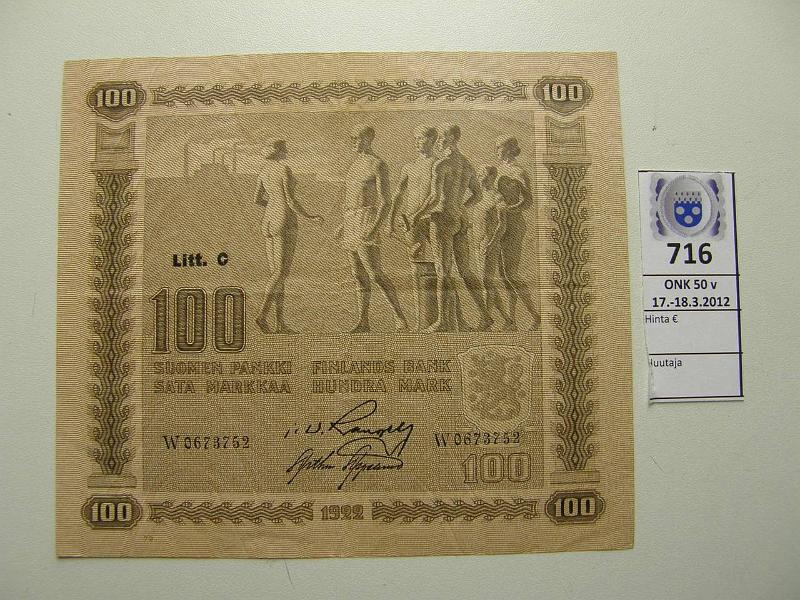 100 100
Litt. C
100
SUOMEN PANKKI FINLANDS BANK
SATA MARKKAA HUNDRA MARK
W0673752 W0673752
100
100 1922 100
716
ONK 50 v
17.-18.3.2012
Hinta €
Huutaja